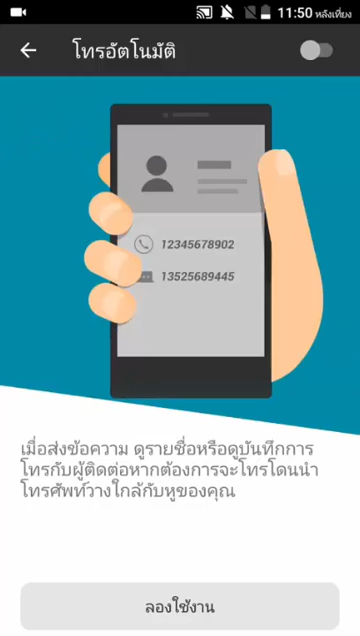 11:50 หลังเที่ยง
โทรอัตโนมัติ
12345678902
13525689445
เมื่อส่งข้อความ ดูรายชื่อหรือดูบันทึกการ
โทรกับผู้ติดต่อหากต้องการจะโทรโดนนำ
โทรศัพท์วางใกล้กับหูของคุณ
ลองใช้งาน